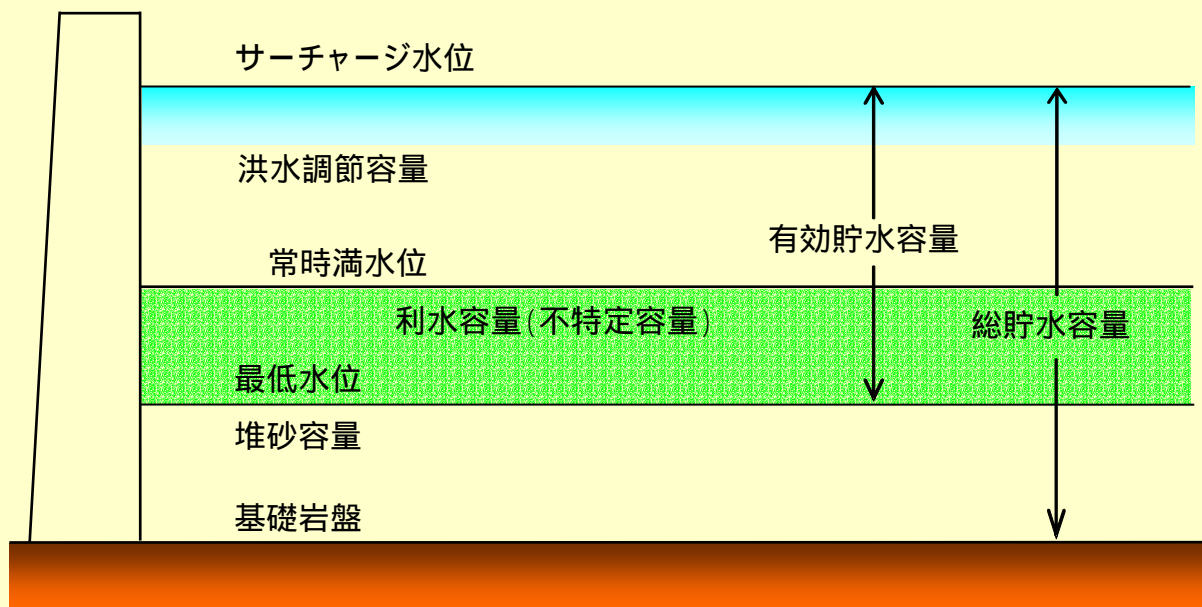 サーチャージ水位
洪水調節容量
有効貯水容量
常時満水位
利水容量(不特定容量)
総貯水容量
最低水位
堆砂容量
基礎岩盤